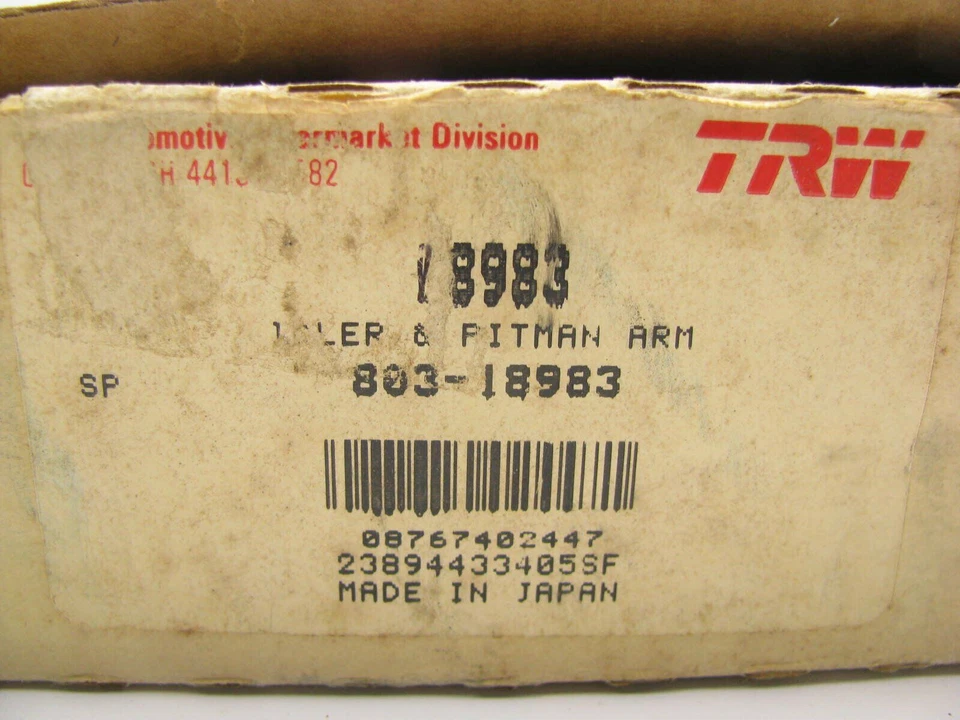 Division
TRW
18983
& PITMAN ARM
SP
803-18983
08767402447
23894433405SF
MADE IN JAPAN